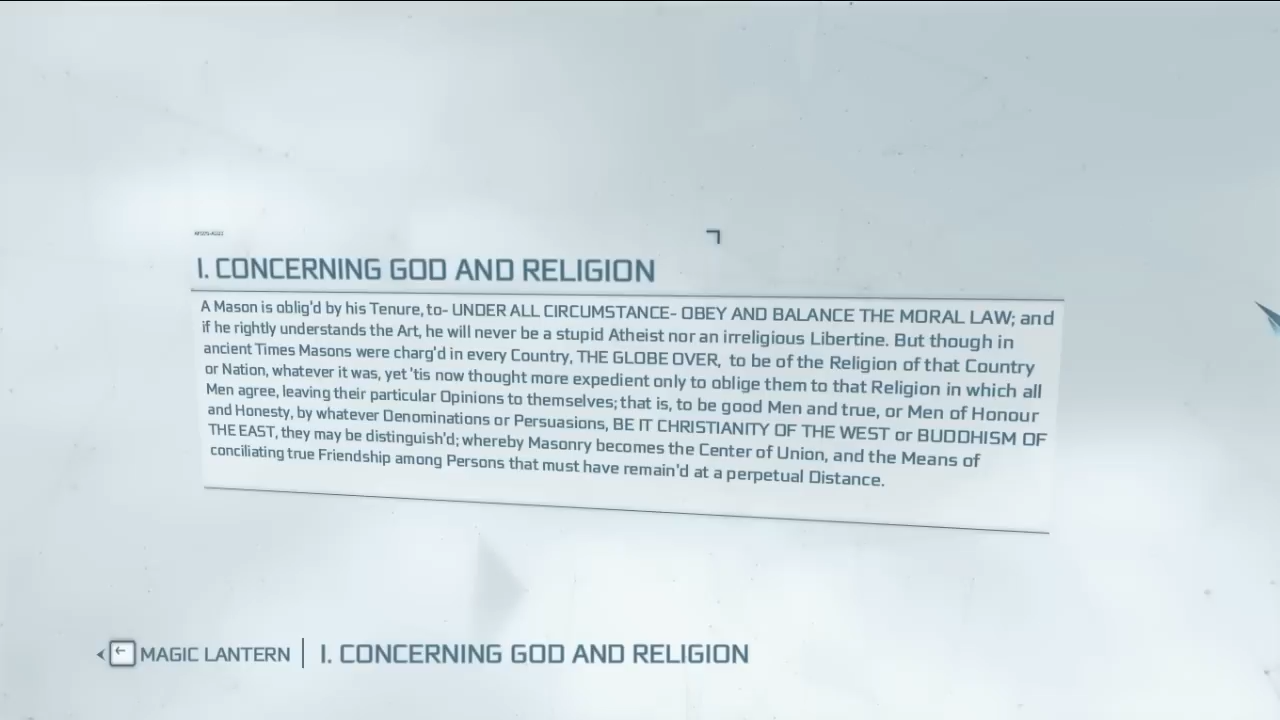 I. CONCERNING GOD AND RELIGION
A Mason is oblig'd by his Tenure, to- UNDER ALL CIRCUMSTANCE- OBEY AND BALANCE THE MORAL LAW; and
if he rightly understands the Art, he will never be a stupid Atheist nor an irreligious Libertine. But though in
ancient Times Masons were charg'd in every Country, THE GLOBE OVER, to be of the Religion of that Country
or Nation, whatever it was, yet 'tis now thought more expedient only to oblige them to that Religion in which all
Men agree, leaving their particular Opinions to themselves; that is, to be good Men and true, or Men of Honour
and Honesty, by whatever Denominations or Persuasions, BE IT CHRISTIANITY OF THE WEST or BUDDHISM OF
THE EAST, they may be distinguish'd; whereby Masonry becomes the Center of Union, and the Means of
conciliating true Friendship among Persons that must have remain'd at a perpetual Distance.
MAGIC LANTERN | I. CONCERNING GOD AND RELIGION